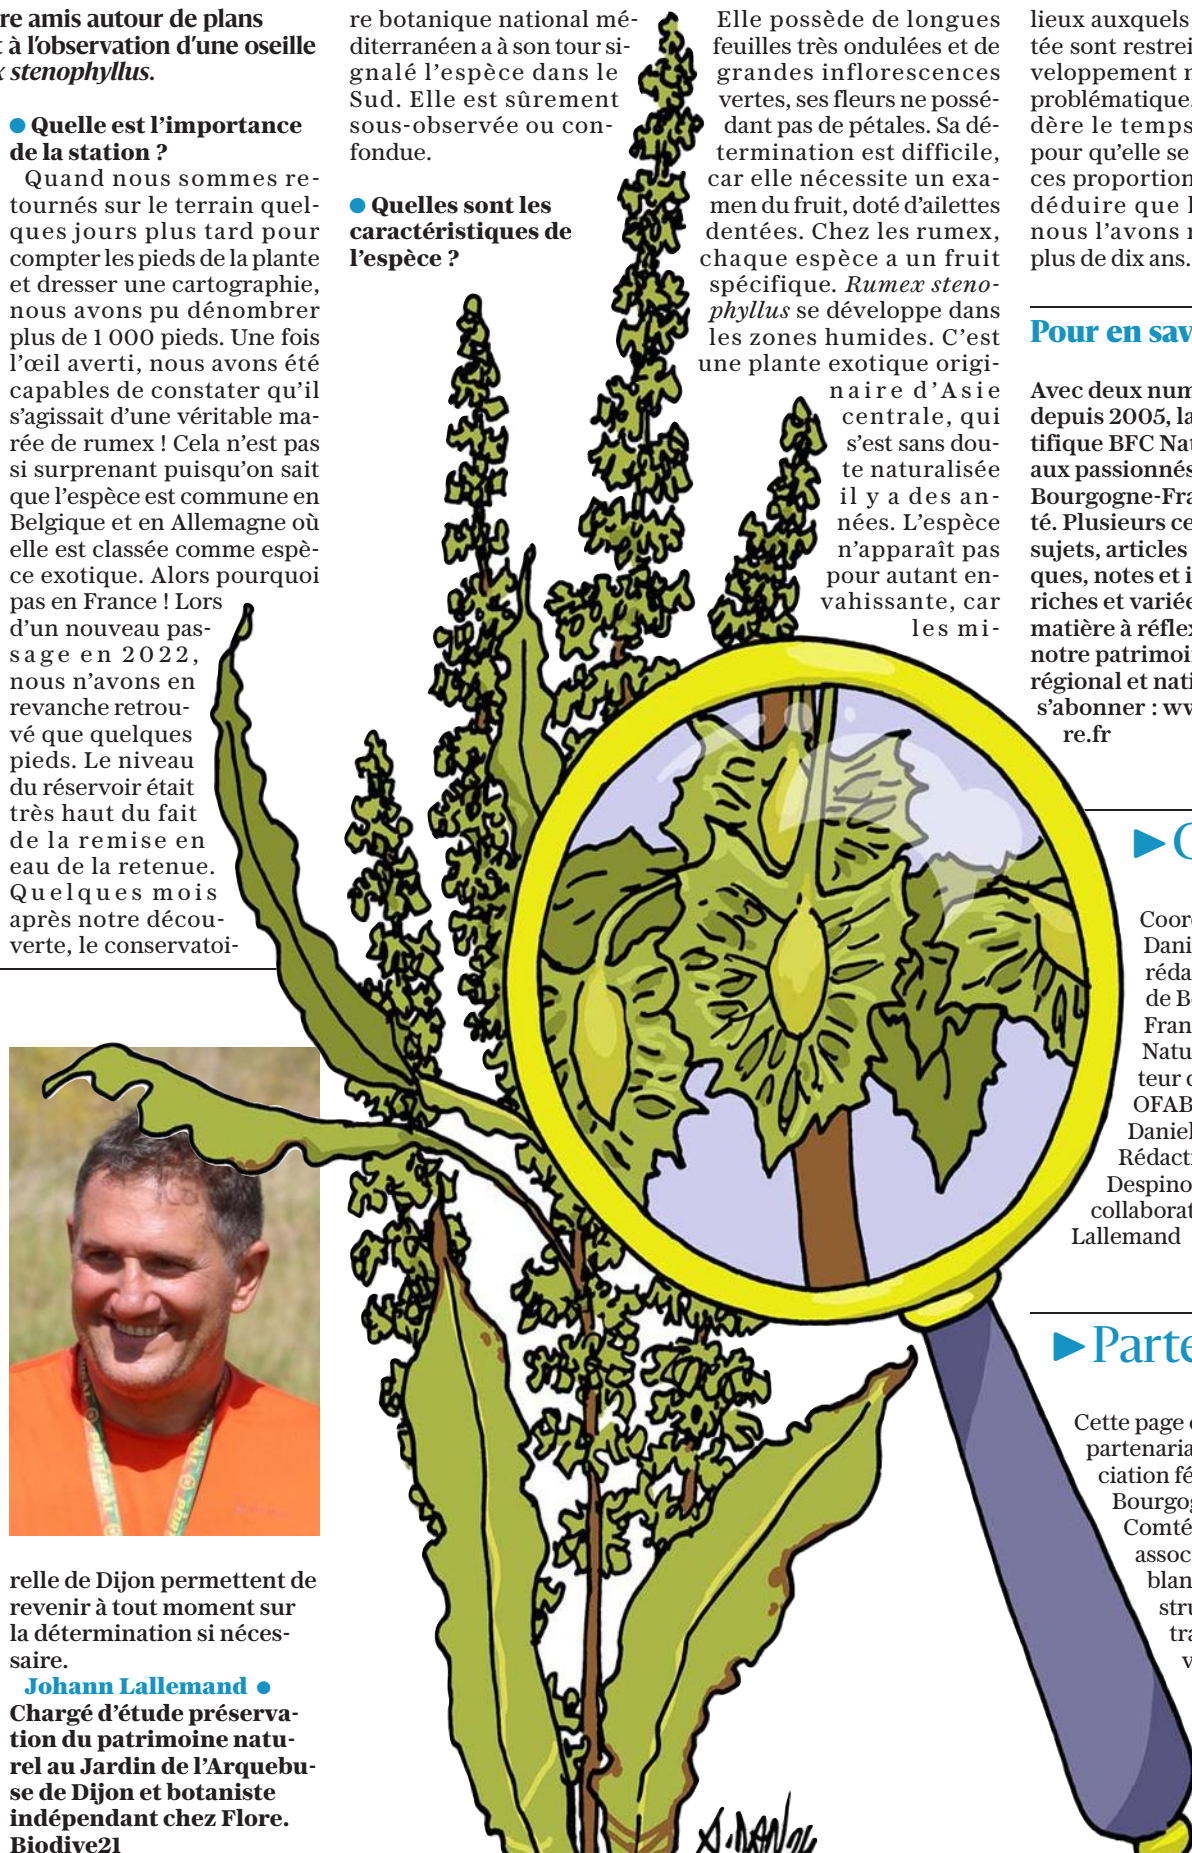 re amis autour de plans
t à l'observation d'une oseille
x stenophyllus.
● Quelle est l'importance
de la station ?
Quand nous sommes re-
tournés sur le terrain quel-
ques jours plus tard pour
compter les pieds de la plante
et dresser une cartographie,
nous avons pu dénombrer
plus de 1 000 pieds. Une fois
l'œil averti, nous avons été
capables de constater qu'il
s'agissait d'une véritable ma-
rée de rumex ! Cela n'est pas
si surprenant puisqu'on sait
que l'espèce est commune en
Belgique et en Allemagne où
elle est classée comme espè-
ce exotique. Alors pourquoi
pas en France ! Lors
d'un nouveau pas-
sage en 2022,
nous n'avons en
revanche retrou-
vé que quelques
pieds. Le niveau
du réservoir était
très haut du fait
de la remise en
eau de la retenue.
Quelques mois
après notre décou-
verte, le conservatoi-
re botanique national mé-
diterranéen a à son tour si-
gnalé l'espèce dans le
Sud. Elle est sûrement
sous-observée ou con-
fondue.
● Quelles sont les
caractéristiques de
l'espèce ?
Elle possède de longues
feuilles très ondulées et de
grandes inflorescences
vertes, ses fleurs ne possé-
dant pas de pétales. Sa dé-
termination est difficile,
car elle nécessite un exa-
men du fruit, doté d'ailettes
dentées. Chez les rumex,
chaque espèce a un fruit
spécifique. Rumex steno-
phyllus se développe dans
les zones humides. C'est
une plante exotique origi-
naire d'Asie
centrale, qui
s'est sans dou-
te naturalisée
il y a des an-
nées. L'espèce
n'apparaît pas
pour autant en-
vahissante, car
les mi-
lieux auxquels
tée sont restrei
veloppement n
problématique.
dère le temps
pour qu'elle se
ces proportion
déduire que l
nous l'avons n
plus de dix ans.
Pour en sav
Avec deux num
depuis 2005, la
tifique BFC Nat
aux passionnés
Bourgogne-Fra
té. Plusieurs ce
sujets, articles
ques, notes et i
riches et variée
matière à réflex
notre patrimoin
régional et nati
s'abonner : ww
re.fr
▶ C
Coor
Dani
réda
de Bo
Fran
Natu
teur c
OFAB
Daniel
Rédacti
Despino
collaborat
Lallemand
▶ Parte
Cette page e
partenaria
ciation fé
Bourgog
Comté
associ
blan
stru
tra
v
PORTUGAL
relle de Dijon permettent de
revenir à tout moment sur
la détermination si néces-
saire.
Johann Lallemand ●
Chargé d'étude préserva-
tion du patrimoine natu-
rel au Jardin de l'Arquebu-
se de Dijon et botaniste
indépendant chez Flore.
Biodive21